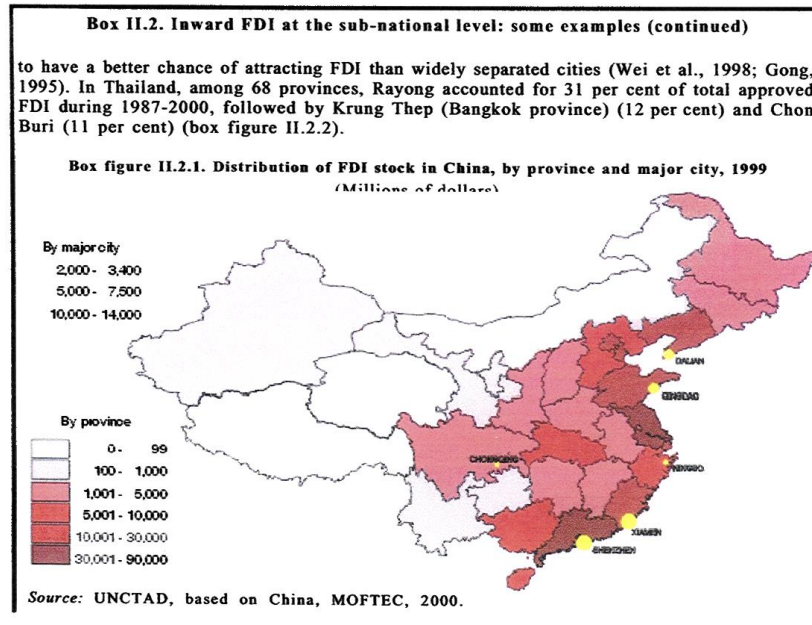 Box II.2. Inward FDI at the sub-national level: some examples (continued)
to have a better chance of attracting FDI than widely separated cities (Wei et al., 1998; Gong,
1995). In Thailand, among 68 provinces, Rayong accounted for 31 per cent of total approved
FDI during 1987-2000, followed by Krung Thep (Bangkok province) (12 per cent) and Chon
Buri (11 per cent) (box figure II.2.2).
Box figure II.2.1. Distribution of FDI stock in China, by province and major city, 1999
(Millions of dollars)
By major city
2,000 - 3,400
5,000 - 7,500
10,000 - 14,000
DALIAN
QINGDAO
By province
0 - 99
100 - 1,000
1,001 - 5,000
5,001 - 10,000
10,001 - 30,000
30,001 - 90,000
CHONGQING
NINGBO
XIAMEN
SHENZHEN
Source: UNCTAD, based on China, MOFTEC, 2000.